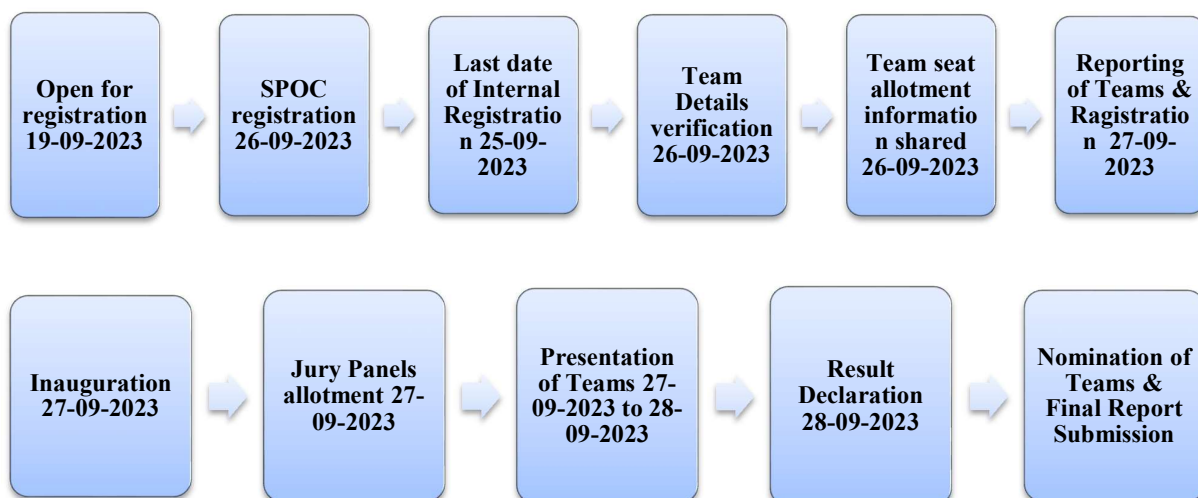 Open for
registration
19-09-2023
SPOC
registration
26-09-2023
Last date
of Internal
Registratio
n 25-09-
2023
Team
Details
verification
26-09-2023
Team seat
allotment
informatio
n shared
26-09-2023
Reporting
of Teams &
Ragistratio
n 27-09-
2023
Inauguration
27-09-2023
Jury Panels
allotment 27-
09-2023
Presentation
of Teams 27-
09-2023 to 28-
09-2023
Result
Declaration
28-09-2023
Nomination of
Teams &
Final Report
Submission